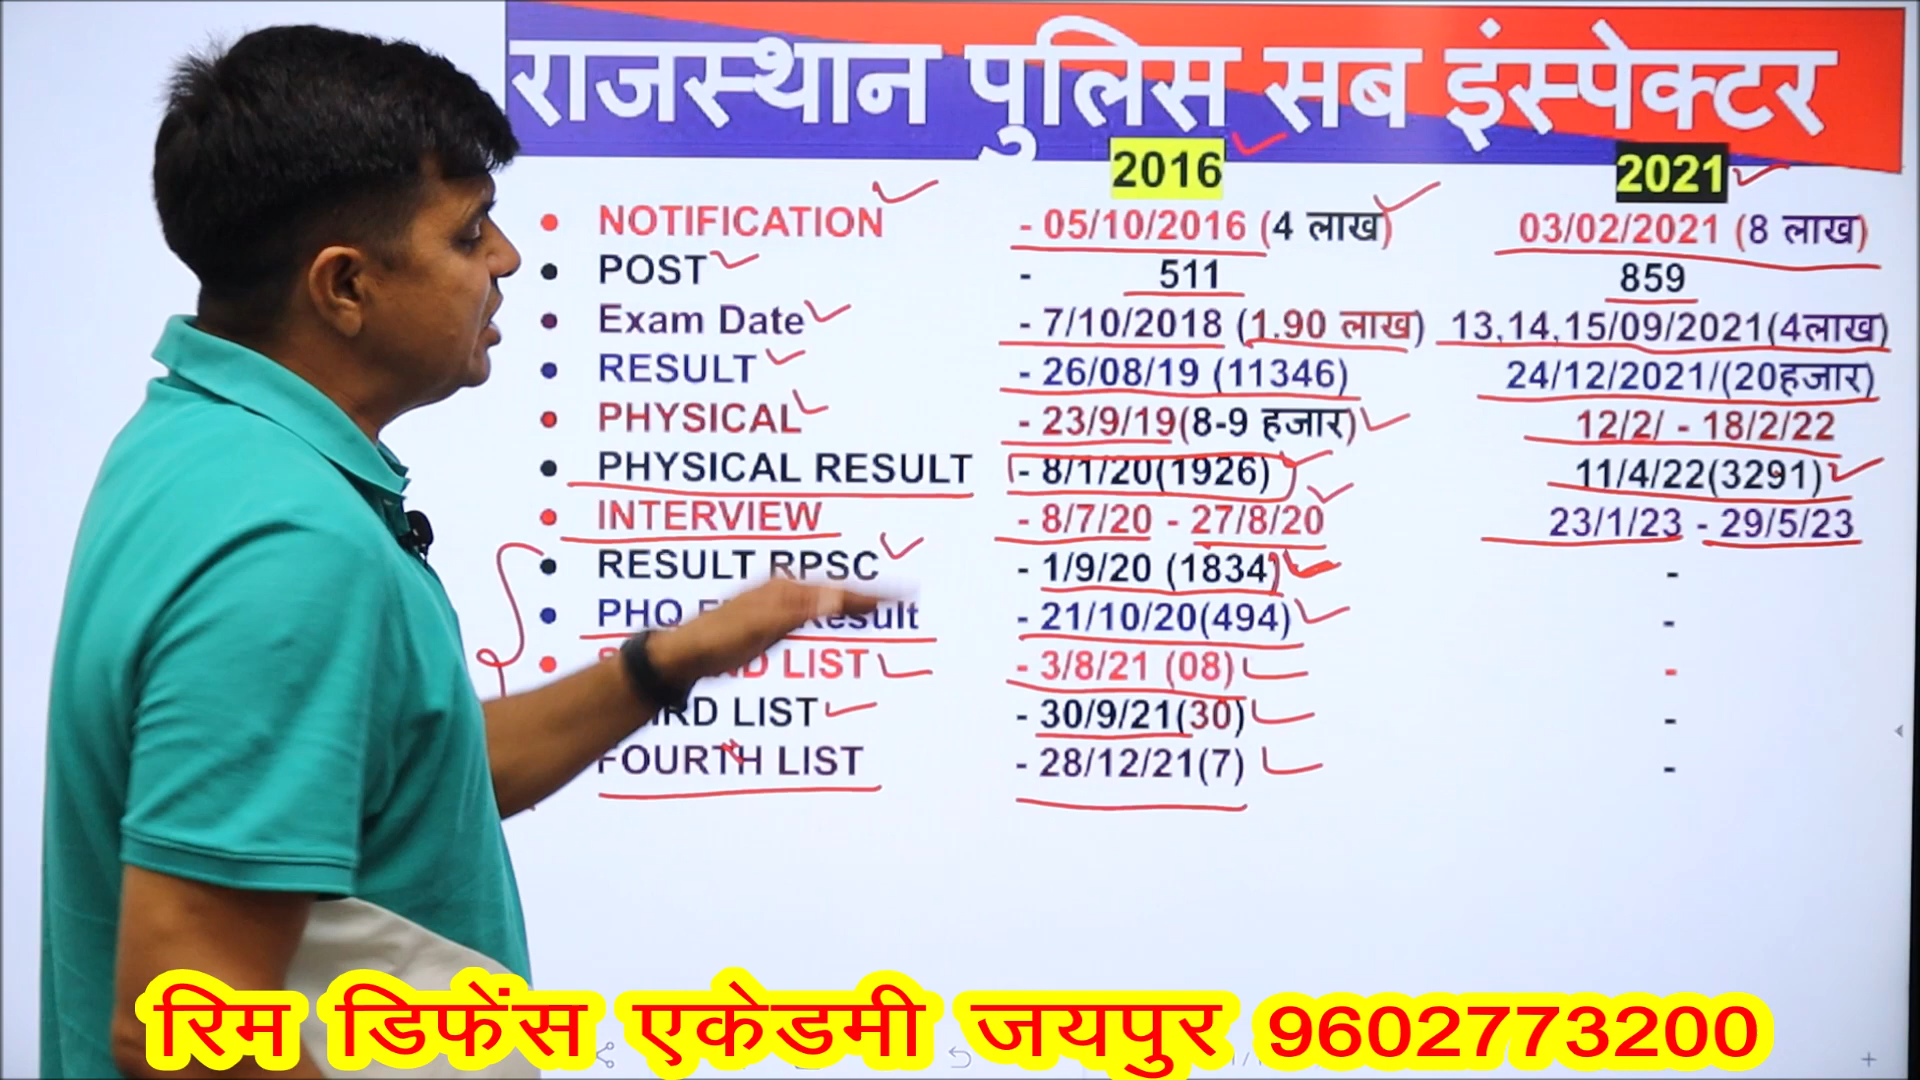 राजस्थान पुलिस सब इंस्पेक्टर
2016 2021
• NOTIFICATION - 05/10/2016 (4 लाख) 03/02/2021 (8 लाख)
• POST - 511 859
• Exam Date - 7/10/2018 (1.90 लाख) 13,14,15/09/2021(4लाख)
• RESULT - 26/08/19 (11346) 24/12/2021/(20हजार)
• PHYSICAL - 23/9/19(8-9 हजार) 12/2/ - 18/2/22
• PHYSICAL RESULT - 8/1/20(1926) 11/4/22(3291)
• INTERVIEW - 8/7/20 - 27/8/20 23/1/23 - 29/5/23
• RESULT RPSC - 1/9/20 (1834) -
• PHQ Result - 21/10/20(494) -
• LIST - 3/8/21 (08) -
LIST - 30/9/21(30) -
FOURTH LIST - 28/12/21(7) -
रिम डिफेंस एकेडमी जयपुर 9602773200